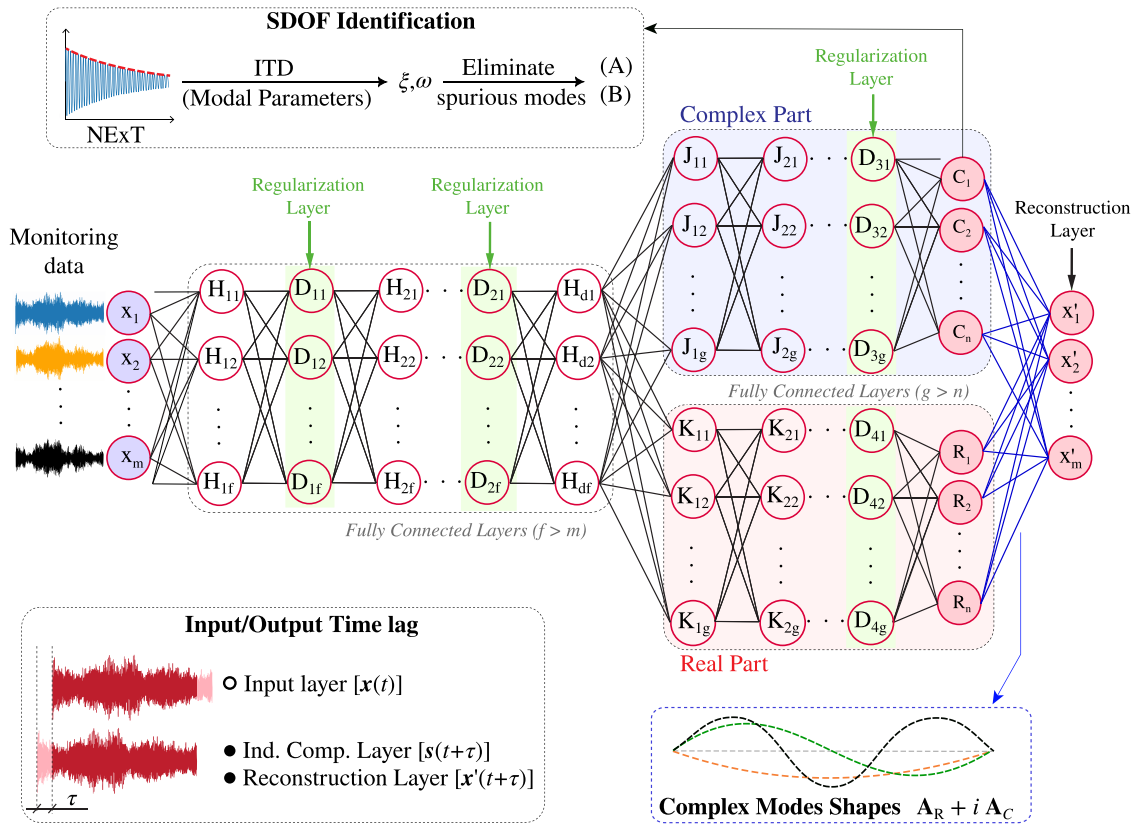 SDOF Identification
NExT
ITD
(Modal Parameters)
ξ,ω
Eliminate
spurious modes
(A)
(B)
Regularization
Layer
Complex Part
J11 J21 · · · D31 C1
J12 J22 · · · D32 C2
J1g J2g · · · D3g Cn
Fully Connected Layers (g > n)
Reconstruction
Layer
x'1
x'2
x'm
Regularization
Layer
Regularization
Layer
Monitoring
data
x1 H11 D11 H21 · · · D21 Hd1
x2 H12 D12 H22 · · · D22 Hd2
xm H1f D1f H2f · · · D2f Hdf
Fully Connected Layers (f > m)
K11 K21 · · · D41 R1
K12 K22 · · · D42 R2
K1g K2g · · · D4g Rn
Real Part
Input/Output Time lag
Input layer [x(t)]
Ind. Comp. Layer [s(t+τ)]
Reconstruction Layer [x'(t+τ)]
τ
Complex Modes Shapes AR + i AC